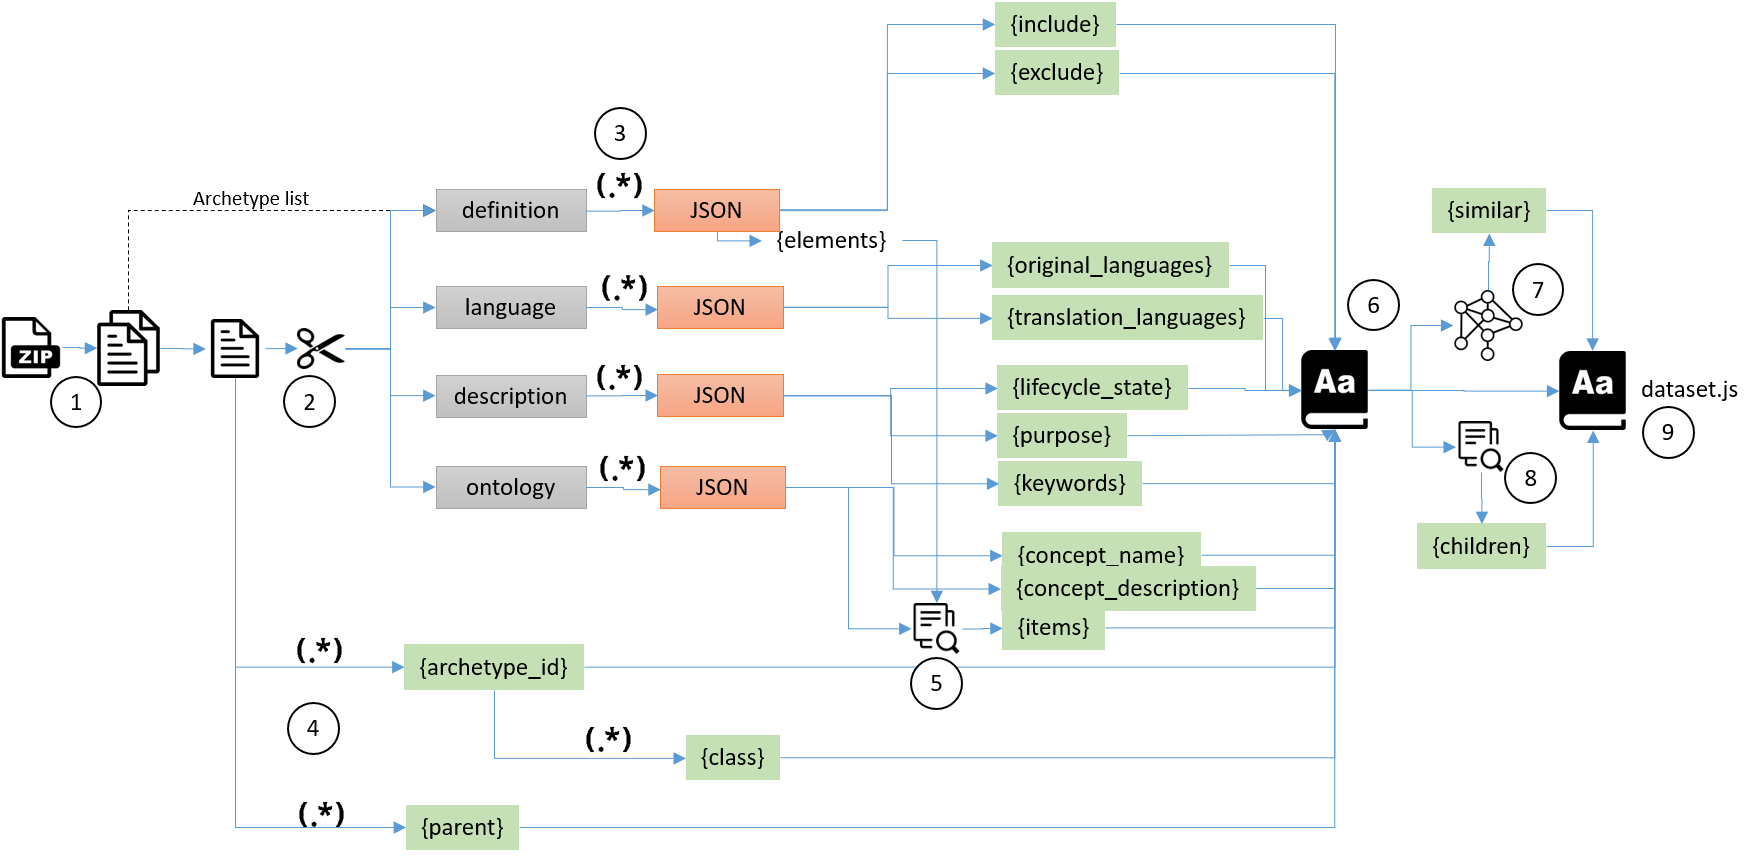 {include}
{exclude}
3
(.*)
Archetype list
definition
JSON
{elements}
{similar}
{original_languages}
(.*)
language
JSON
{translation_languages}
6
7
ZIP
1
2
(.*)
description
JSON
{lifecycle_state}
{purpose}
Aa
Aa
dataset.js
9
(.*)
ontology
JSON
{keywords}
8
{concept_name}
{children}
{concept_description}
{items}
5
(.*)
{archetype_id}
4
(.*)
{class}
(.*)
{parent}